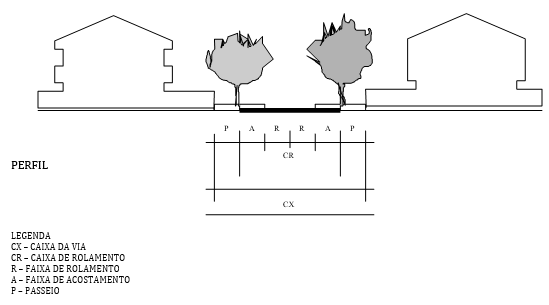 P A R R A P
CR
PERFIL
CX
LEGENDA
CX – CAIXA DA VIA
CR – CAIXA DE ROLAMENTO
R – FAIXA DE ROLAMENTO
A – FAIXA DE ACOSTAMENTO
P – PASSEIO